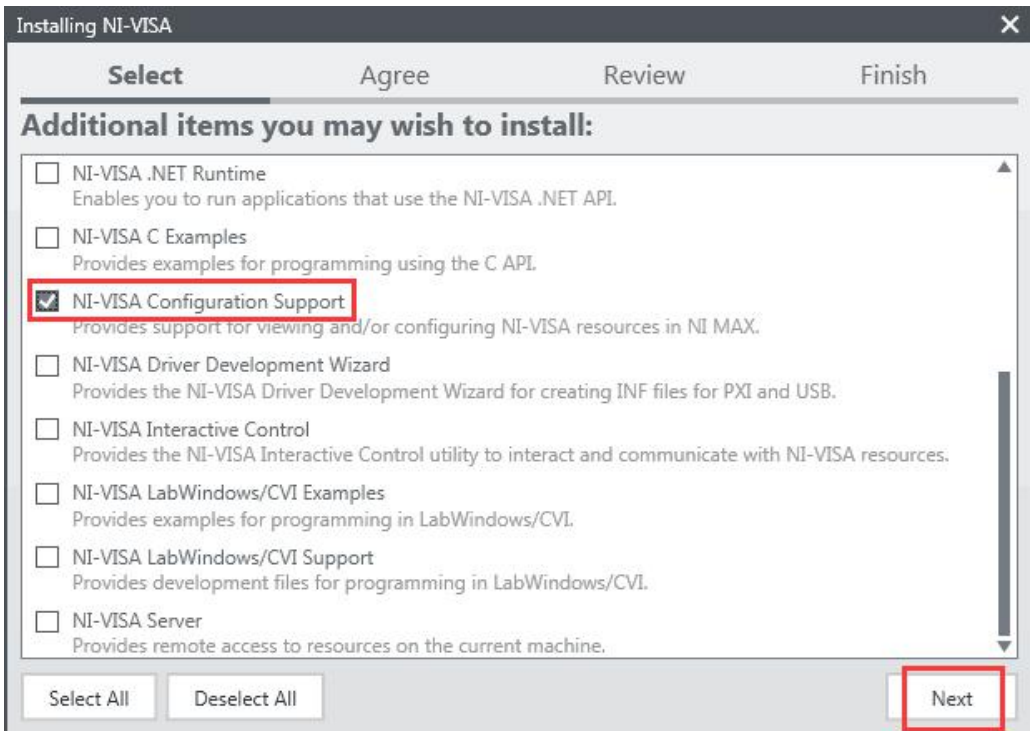 Installing NI-VISA
Select Agree Review Finish
Additional items you may wish to install:
NI-VISA .NET Runtime
Enables you to run applications that use the NI-VISA .NET API.
NI-VISA C Examples
Provides examples for programming using the C API.
NI-VISA Configuration Support
Provides support for viewing and/or configuring NI-VISA resources in NI MAX.
NI-VISA Driver Development Wizard
Provides the NI-VISA Driver Development Wizard for creating INF files for PXI and USB.
NI-VISA Interactive Control
Provides the NI-VISA Interactive Control utility to interact and communicate with NI-VISA resources.
NI-VISA LabWindows/CVI Examples
Provides examples for programming in LabWindows/CVI.
NI-VISA LabWindows/CVI Support
Provides development files for programming in LabWindows/CVI.
NI-VISA Server
Provides remote access to resources on the current machine.
Select All Deselect All Next